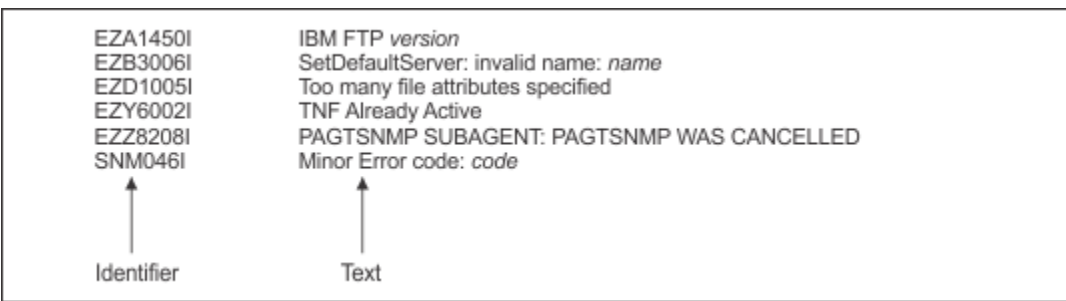 EZA1450I IBM FTP version
EZB3006I SetDefaultServer: invalid name: name
EZD1005I Too many file attributes specified
EZY6002I TNF Already Active
EZZ8208I PAGTSNMP SUBAGENT: PAGTSNMP WAS CANCELLED
SNM046I Minor Error code: code
Identifier Text